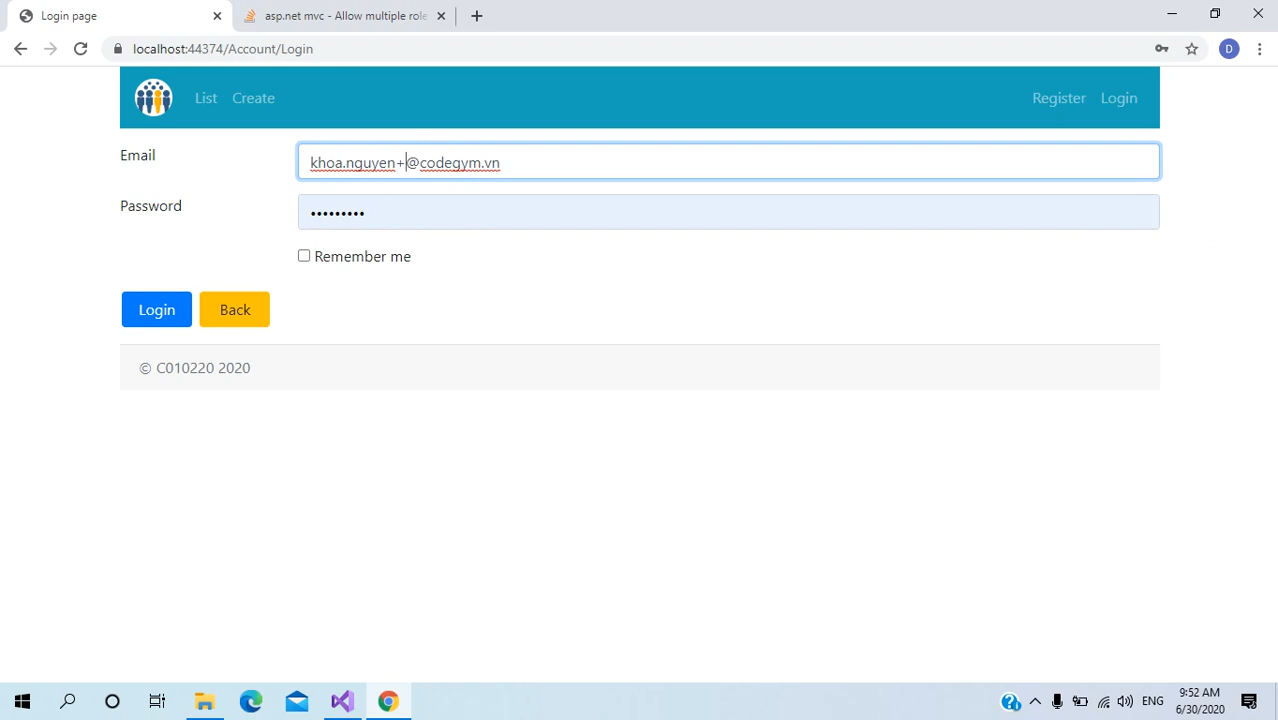 Login page
asp.net mvc - Allow multiple role
localhost:44374/Account/Login
D
List Create Register Login
Email khoa.nguyen+@codegym.vn
Password •••••••••
Remember me
Login Back
© C010220 2020
ENG
9:52 AM
6/30/2020